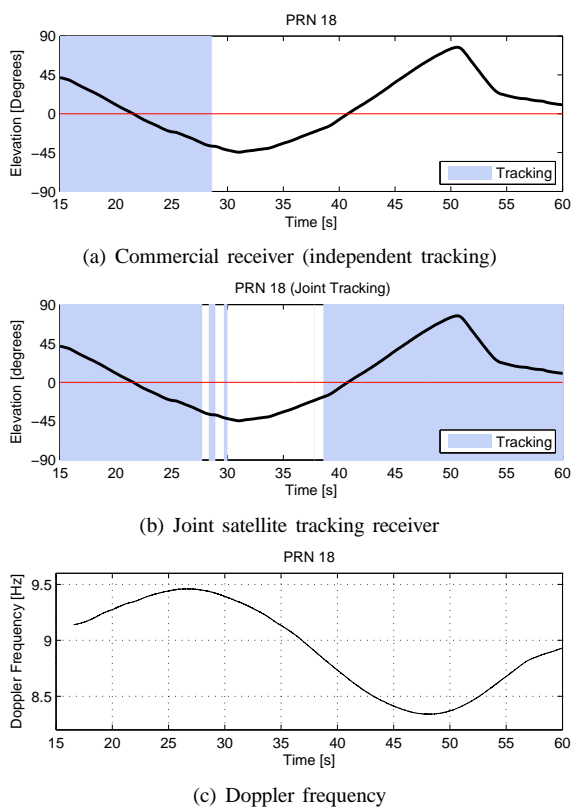 PRN 18
Elevation [Degrees]
90
45
0
−45
−90
15 20 25 30 35 40 45 50 55 60
Time [s]
Tracking
(a) Commercial receiver (independent tracking)
PRN 18 (Joint Tracking)
Elevation [degrees]
90
45
0
−45
−90
15 20 25 30 35 40 45 50 55 60
Time [s]
Tracking
(b) Joint satellite tracking receiver
PRN 18
Doppler Frequency [Hz]
9.5
9
8.5
15 20 25 30 35 40 45 50 55 60
Time [s]
(c) Doppler frequency